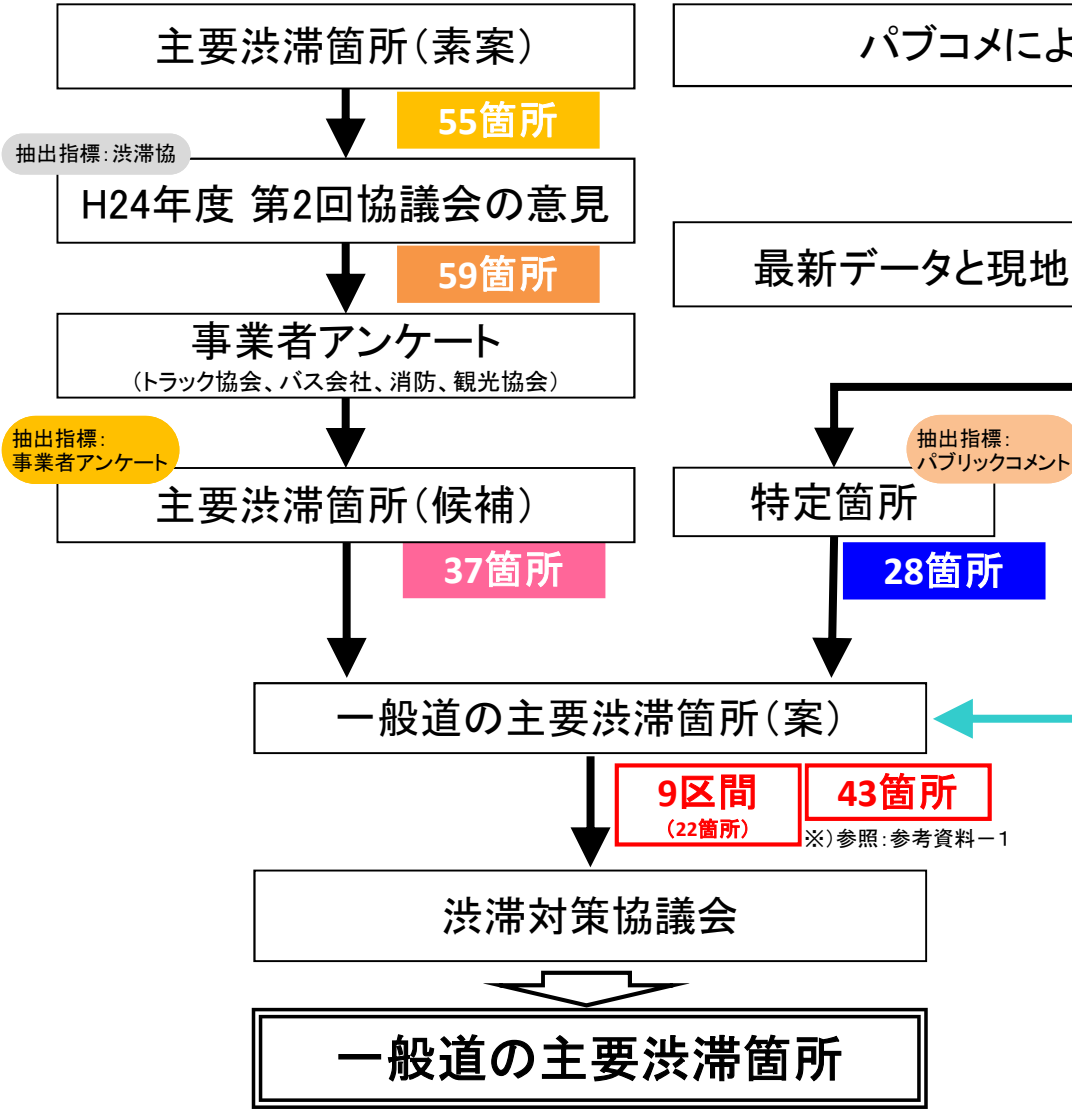 主要渋滞箇所(素案)
55箇所
抽出指標:渋滞協
H24年度 第2回協議会の意見
59箇所
事業者アンケート
(トラック協会、バス会社、消防、観光協会)
抽出指標:
事業者アンケート
主要渋滞箇所(候補)
37箇所
パブコメによ
最新データと現地
抽出指標:
パブリックコメント
特定箇所
28箇所
一般道の主要渋滞箇所(案)
9区間
(22箇所)
43箇所
※)参照:参考資料-1
渋滞対策協議会
一般道の主要渋滞箇所